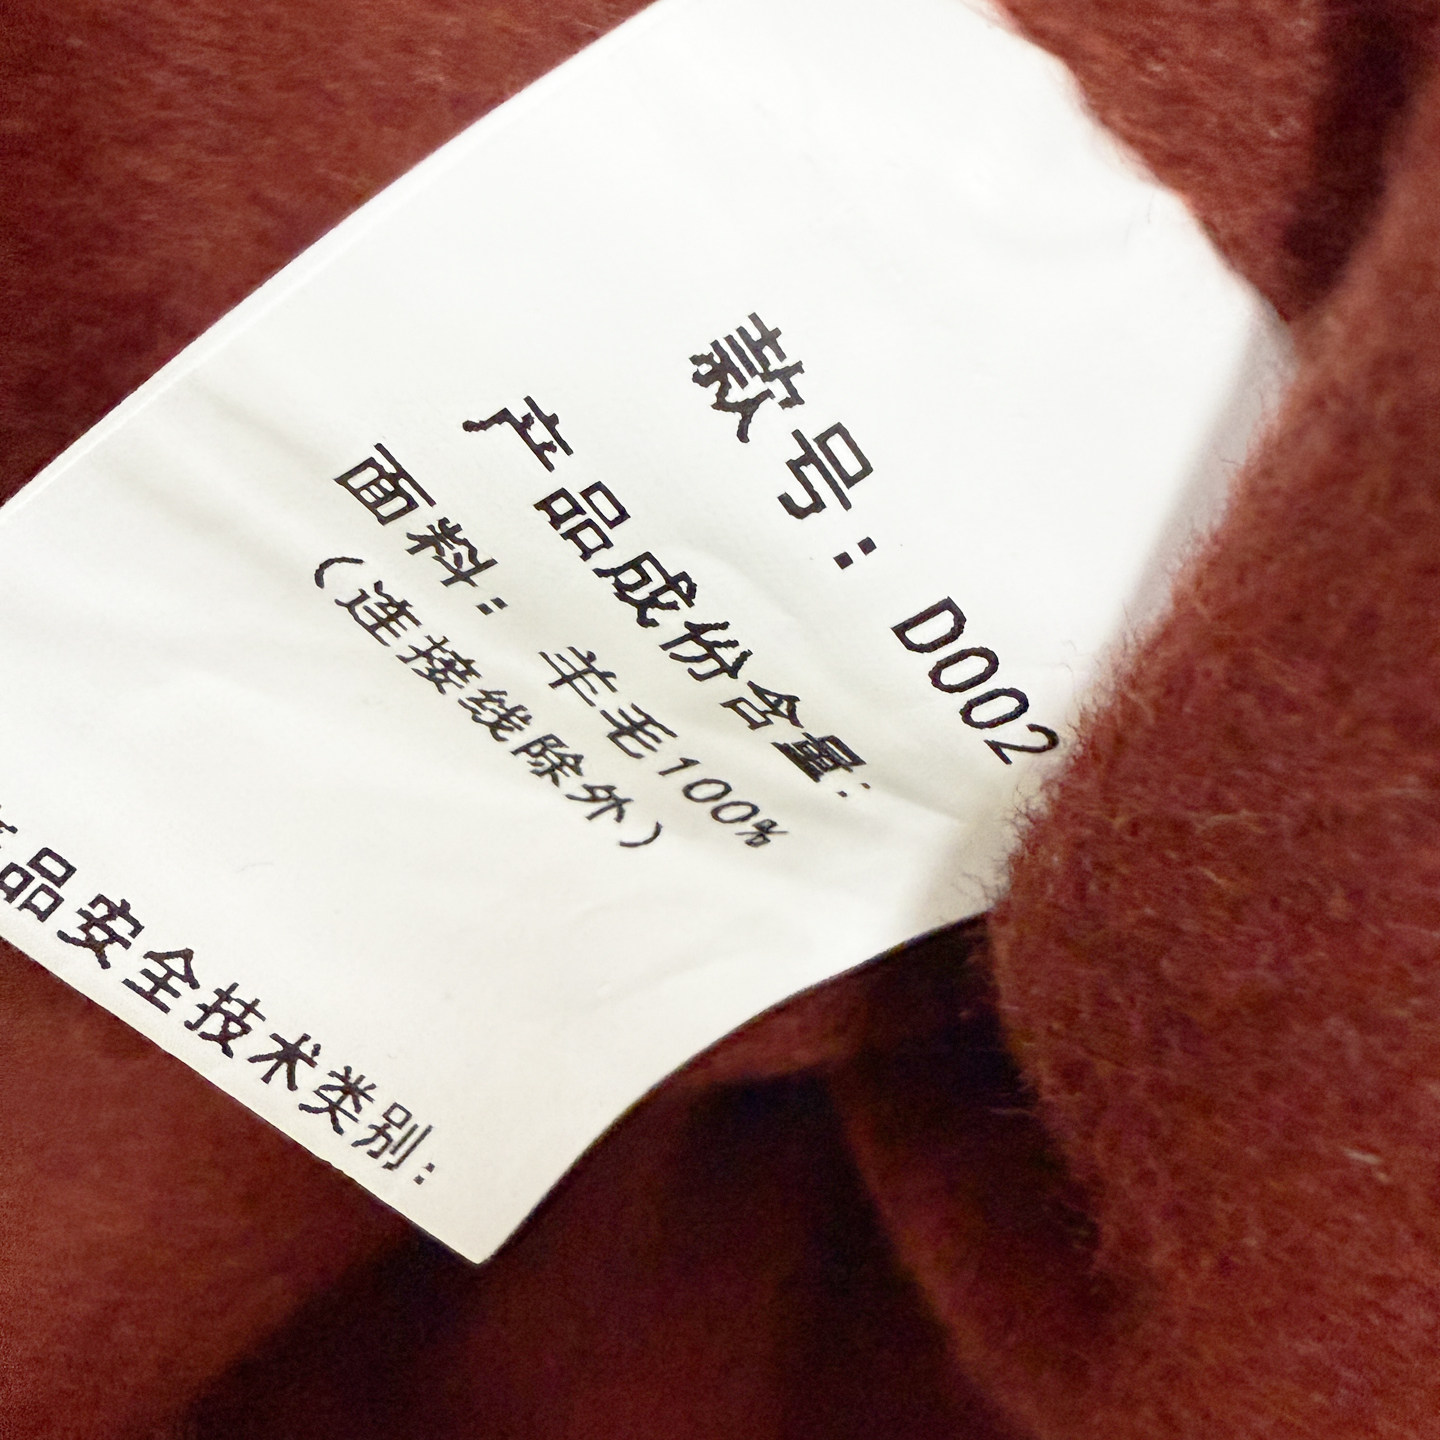 款号：D002
产品成份含量：
面料：羊毛100%
（连接线除外）
产品安全技术类别：